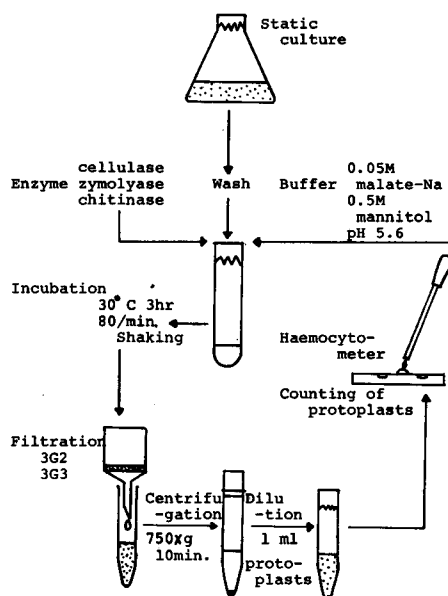 Static
culture
cellulase
Enzyme zymolyase
chitinase
Wash
Buffer
0.05M
malate-Na
0.5M
mannitol
pH 5.6
Incubation
30°C 3hr
80/min.
Shaking
Haemocyto-
meter
Counting of
protoplasts
Filtration
3G2
3G3
Centrifu
-gation
750xg
10min.
Dilu
-tion
1 ml
proto-
plasts